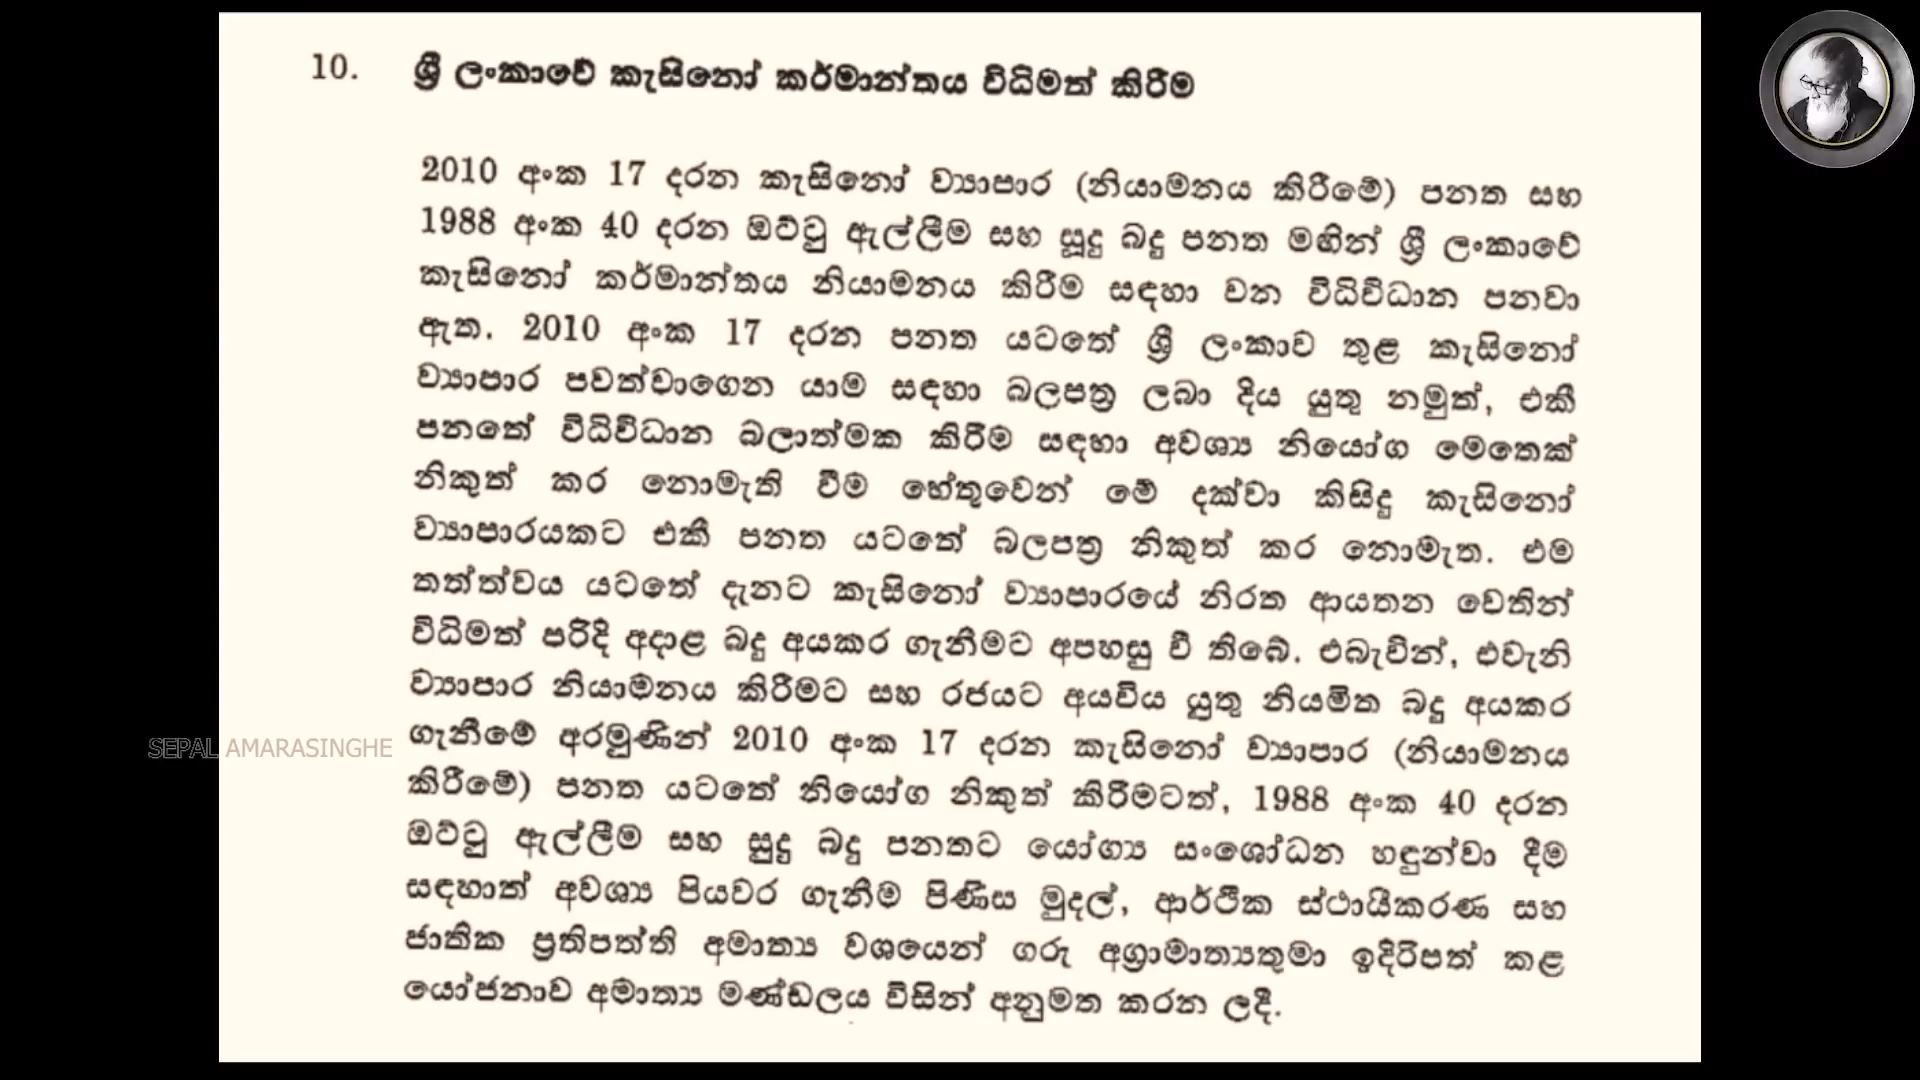 10. ශ්‍රී ලංකාවේ කැසිනෝ කර්මාන්තය විධිමත් කිරීම
2010 අංක 17 දරන කැසිනෝ ව්‍යාපාර (නියාමනය කිරීමේ) පනත සහ
1988 අංක 40 දරන ඔට්ටු ඇල්ලීම සහ සූදු බදු පනත මඟින් ශ්‍රී ලංකාවේ
කැසිනෝ කර්මාන්තය නියාමනය කිරීම සඳහා වන විධිවිධාන පනවා
ඇත. 2010 අංක 17 දරන පනත යටතේ ශ්‍රී ලංකාව තුළ කැසිනෝ
ව්‍යාපාර පවත්වාගෙන යාම සඳහා බලපත්‍ර ලබා දිය යුතු නමුත්, එකී
පනතේ විධිවිධාන බලාත්මක කිරීම සඳහා අවශ්‍ය නියෝග මෙතෙක්
නිකුත් කර නොමැති වීම හේතුවෙන් මේ දක්වා කිසිදු කැසිනෝ
ව්‍යාපාරයකට එකී පනත යටතේ බලපත්‍ර නිකුත් කර නොමැත. එම
තත්ත්වය යටතේ දැනට කැසිනෝ ව්‍යාපාරයේ නිරත ආයතන වෙතින්
විධිමත් පරිදි අදාළ බදු අයකර ගැනීමට අපහසු වී තිබේ. එබැවින්, එවැනි
ව්‍යාපාර නියාමනය කිරීමට සහ රජයට අයවිය යුතු නියමිත බදු අයකර
ගැනීමේ අරමුණින් 2010 අංක 17 දරන කැසිනෝ ව්‍යාපාර (නියාමනය
කිරීමේ) පනත යටතේ නියෝග නිකුත් කිරීමටත්, 1988 අංක 40 දරන
ඔට්ටු ඇල්ලීම සහ සූදු බදු පනතට යෝග්‍ය සංශෝධන හඳුන්වා දීම
සඳහාත් අවශ්‍ය පියවර ගැනීම පිණිස මුදල්, ආර්ථික ස්ථායීකරණ සහ
ජාතික ප්‍රතිපත්ති අමාත්‍ය වශයෙන් ගරු අග්‍රාමාත්‍යතුමා ඉදිරිපත් කළ
යෝජනාව අමාත්‍ය මණ්ඩලය විසින් අනුමත කරන ලදී.
SEPAL AMARASINGHE